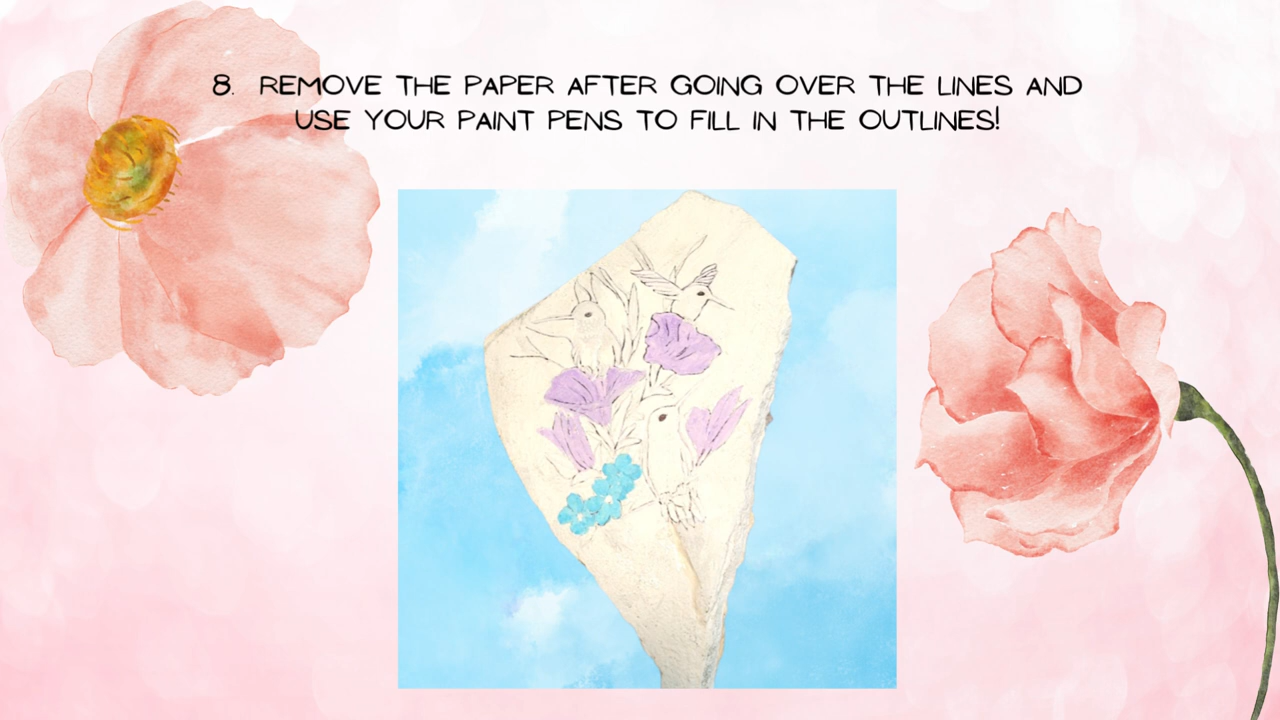 8. REMOVE THE PAPER AFTER GOING OVER THE LINES AND
USE YOUR PAINT PENS TO FILL IN THE OUTLINES!